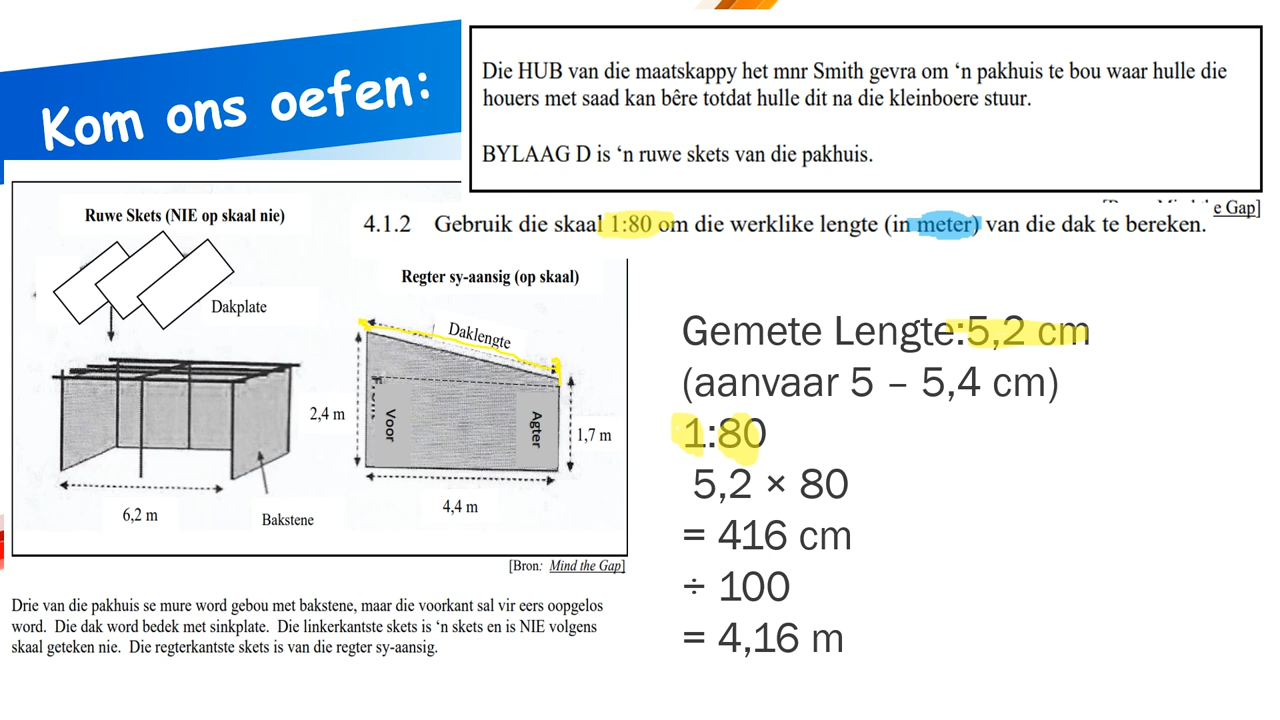 Kom ons oefen:
Die HUB van die maatskappy het mnr Smith gevra om ‘n pakhuis te bou waar hulle die
houers met saad kan bêre totdat hulle dit na die kleinboere stuur.
BYLAAG D is ‘n ruwe skets van die pakhuis.
e Gap]
4.1.2 Gebruik die skaal 1:80 om die werklike lengte (in meter) van die dak te bereken.
Ruwe Skets (NIE op skaal nie)
Dakplate
6,2 m
Bakstene
Regter sy-aansig (op skaal)
Daklengte
2,4 m
Voor
Agter
1,7 m
4,4 m
[Bron: Mind the Gap]
Drie van die pakhuis se mure word gebou met bakstene, maar die voorkant sal vir eers oopgelos
word. Die dak word bedek met sinkplate. Die linkerkantste skets is ‘n skets en is NIE volgens
skaal geteken nie. Die regterkantste skets is van die regter sy-aansig.
Gemete Lengte:5,2 cm
(aanvaar 5 – 5,4 cm)
1:80
5,2 × 80
= 416 cm
÷ 100
= 4,16 m